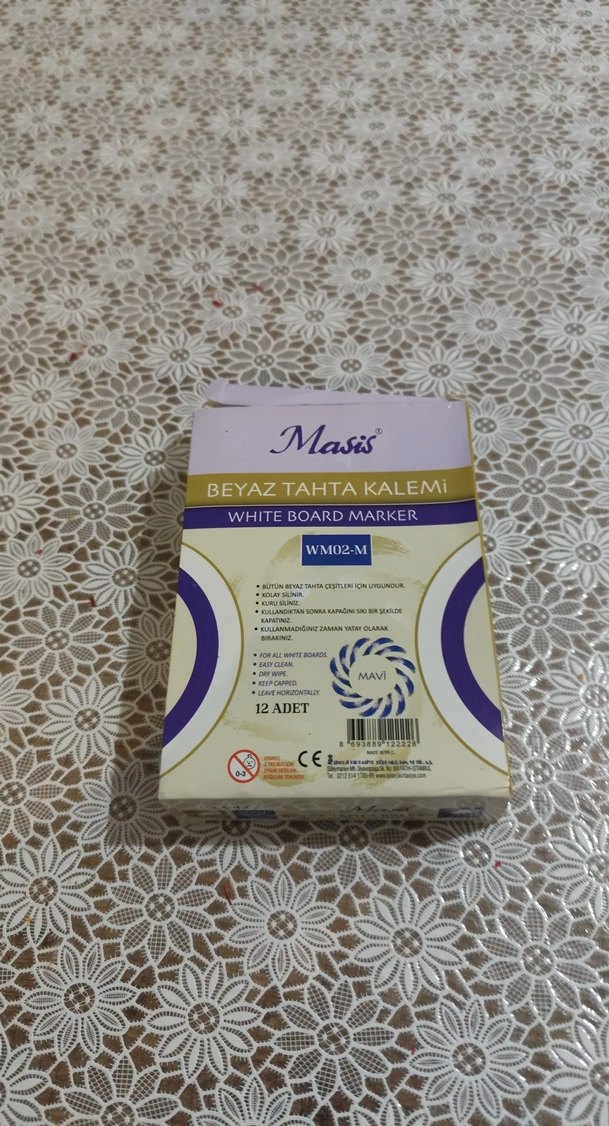 Masis®
BEYAZ TAHTA KALEMİ
WHITE BOARD MARKER
WM02-M
• BÜTÜN BEYAZ TAHTA ÇEŞİTLERİ İÇİN UYGUNDUR.
• KOLAY SİLİNİR.
• KURU SİLİNİZ.
• KULLANDIKTAN SONRA KAPAĞINI SIKI BİR ŞEKİLDE
KAPATINIZ.
• KULLANMADIĞINIZ ZAMAN YATAY OLARAK
BIRAKINIZ.
• FOR ALL WHITE BOARDS.
• EASY CLEAN.
• DRY WIPE.
• KEEP CAPPED.
• LEAVE HORIZONTALLY.
MAVİ
12 ADET
8 693889 122226
MADE IN P.R.C.
0-3
CE